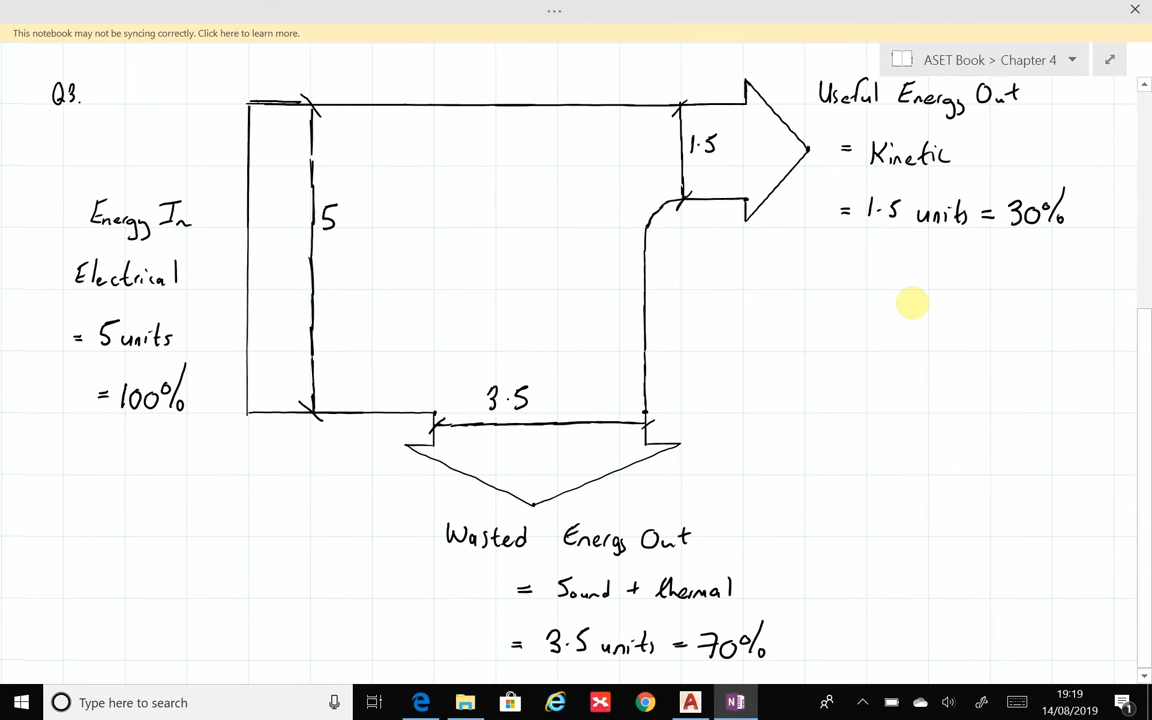 This notebook may not be syncing correctly. Click here to learn more.
ASET Book > Chapter 4
Q3.
Useful Energy Out
= Kinetic
= 1.5 units = 30%
1.5
5
Energy In
Electrical
= 5 units
= 100%
3.5
Wasted Energy Out
= Sound + thermal
= 3.5 units = 70%
Type here to search
19:19
14/08/2019
1